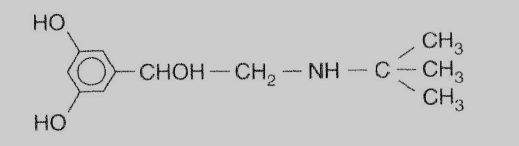 HO
CH₃
CHOH — CH₂ — NH — C — CH₃
CH₃
HO